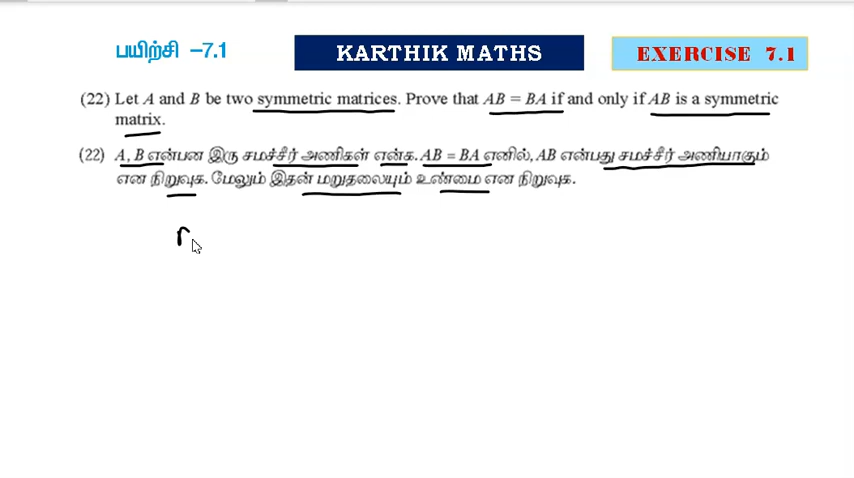 பயிற்சி –7.1 KARTHIK MATHS EXERCISE 7.1
(22) Let A and B be two symmetric matrices. Prove that AB = BA if and only if AB is a symmetric
matrix.
(22) A, B என்பன இரு சமச்சீர் அணிகள் என்க. AB = BA எனில், AB என்பது சமச்சீர் அணியாகும்
என நிறுவுக. மேலும் இதன் மறுதலையும் உண்மை என நிறுவுக.